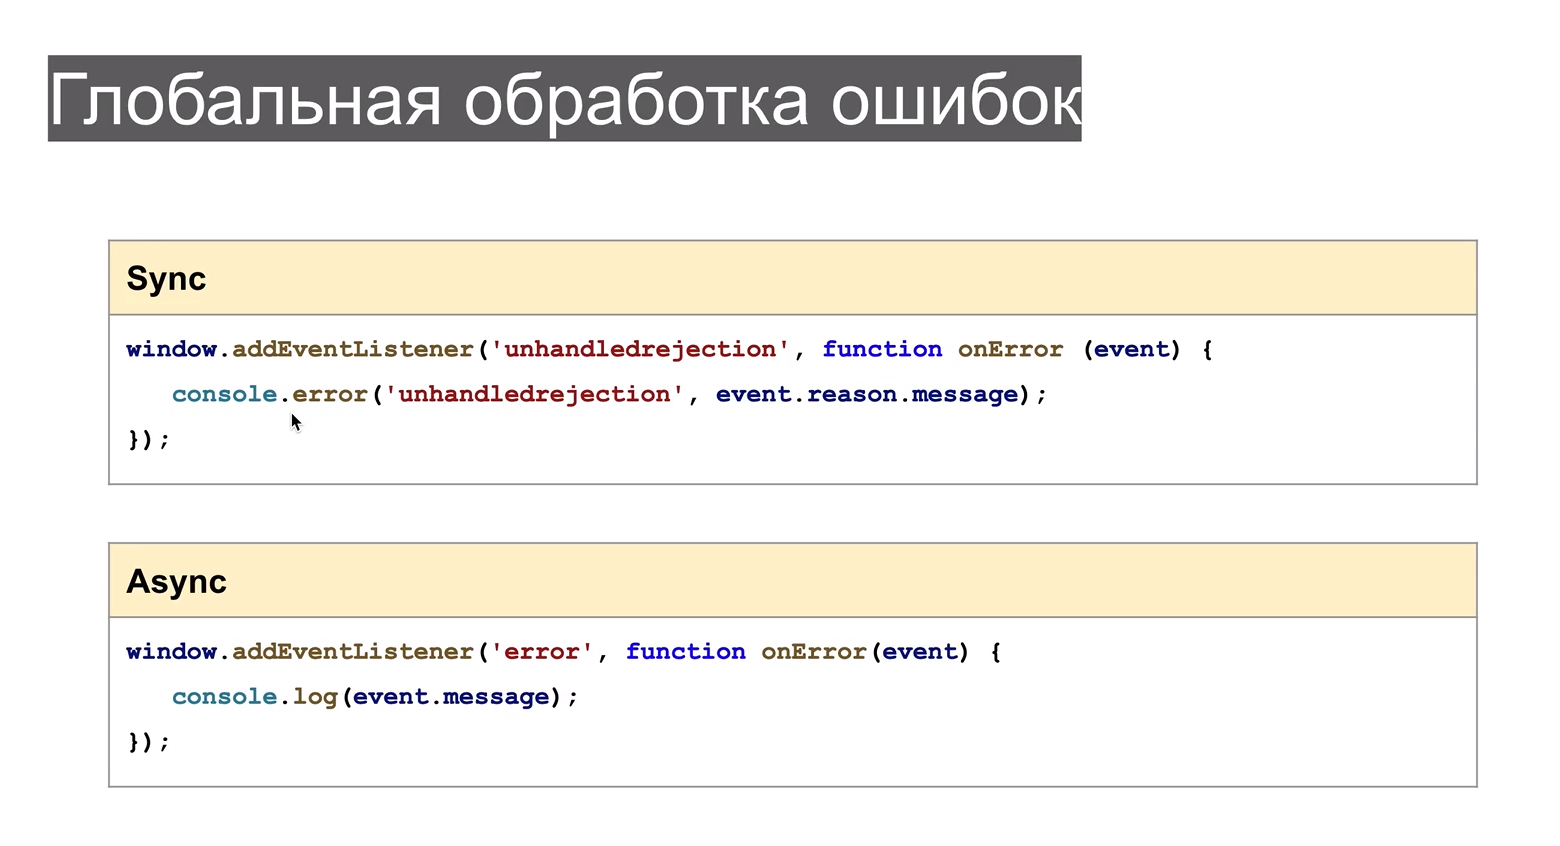 Глобальная обработка ошибок
Sync
window.addEventListener('unhandledrejection', function onError (event) {
   console.error('unhandledrejection', event.reason.message);
});
Async
window.addEventListener('error', function onError(event) {
   console.log(event.message);
});